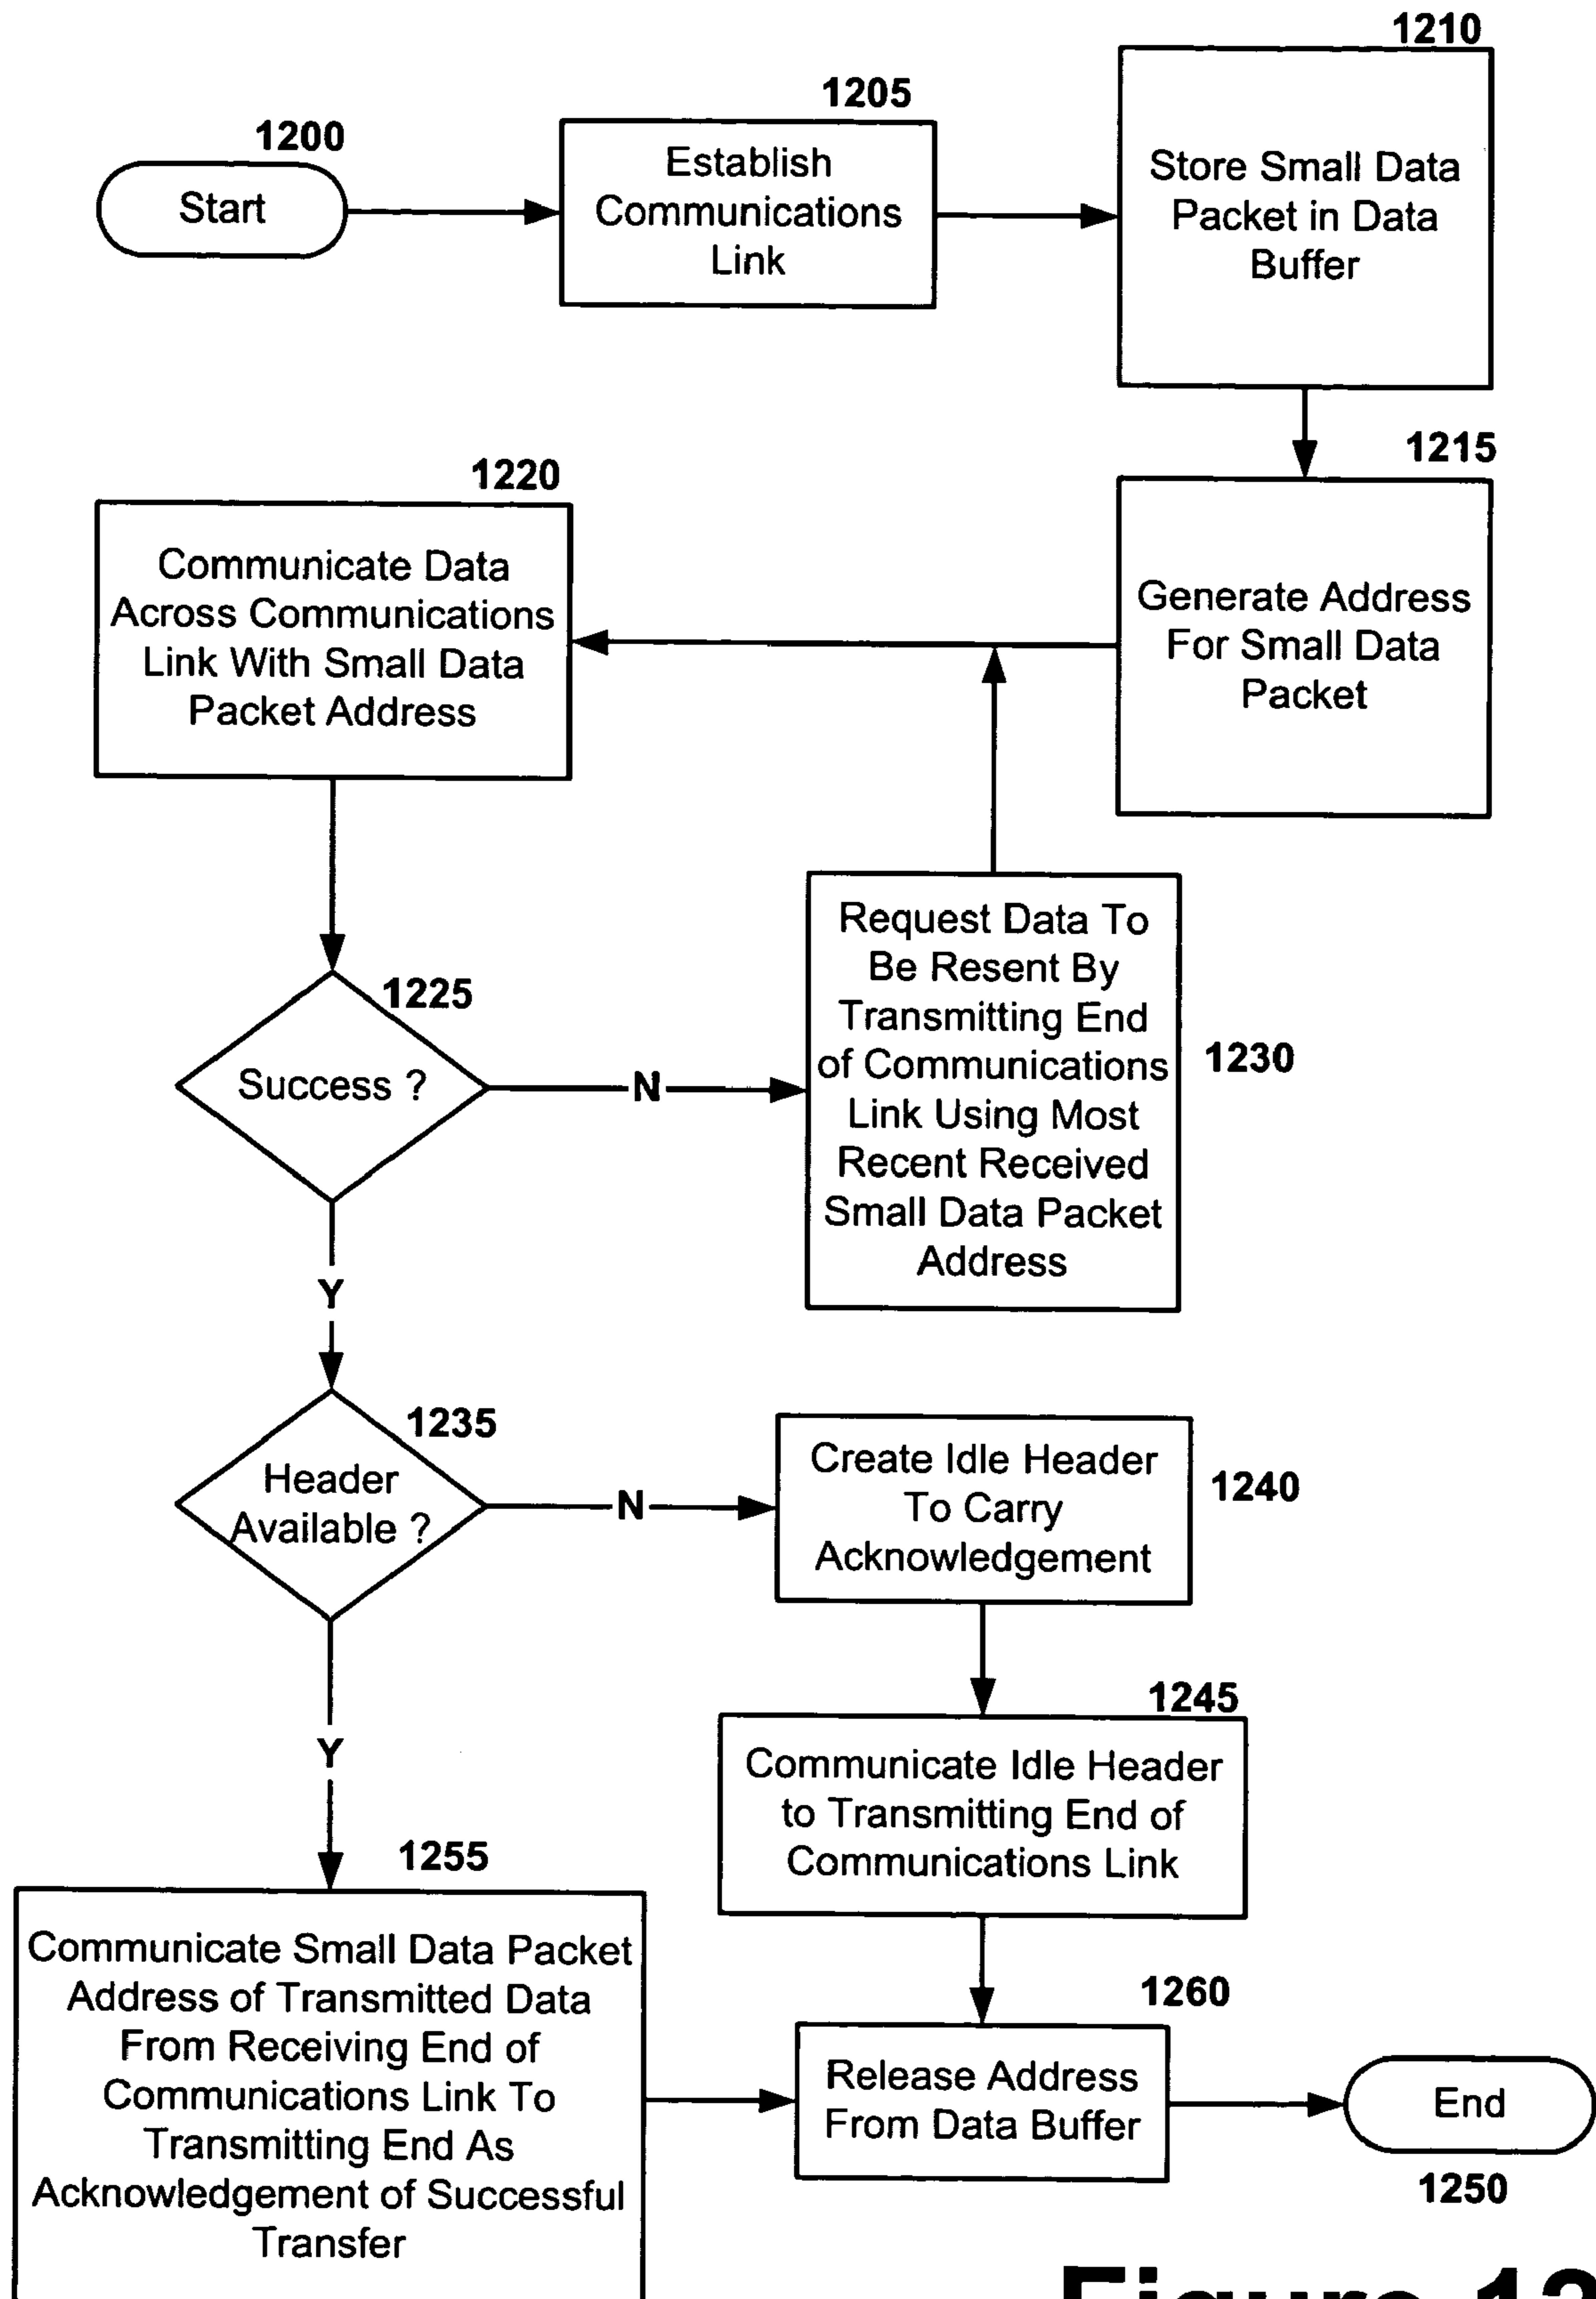 1200
Start
1205
Establish
Communications
Link
1210
Store Small Data
Packet in Data
Buffer
1215
Generate Address
For Small Data
Packet
1220
Communicate Data
Across Communications
Link With Small Data
Packet Address
1225
Success ?
N
1230
Request Data To
Be Resent By
Transmitting End
of Communications
Link Using Most
Recent Received
Small Data Packet
Address
Y
1235
Header
Available ?
N
1240
Create Idle Header
To Carry
Acknowledgement
1245
Communicate Idle Header
to Transmitting End of
Communications Link
Y
1255
Communicate Small Data Packet
Address of Transmitted Data
From Receiving End of
Communications Link To
Transmitting End As
Acknowledgement of Successful
Transfer
1260
Release Address
From Data Buffer
End
1250